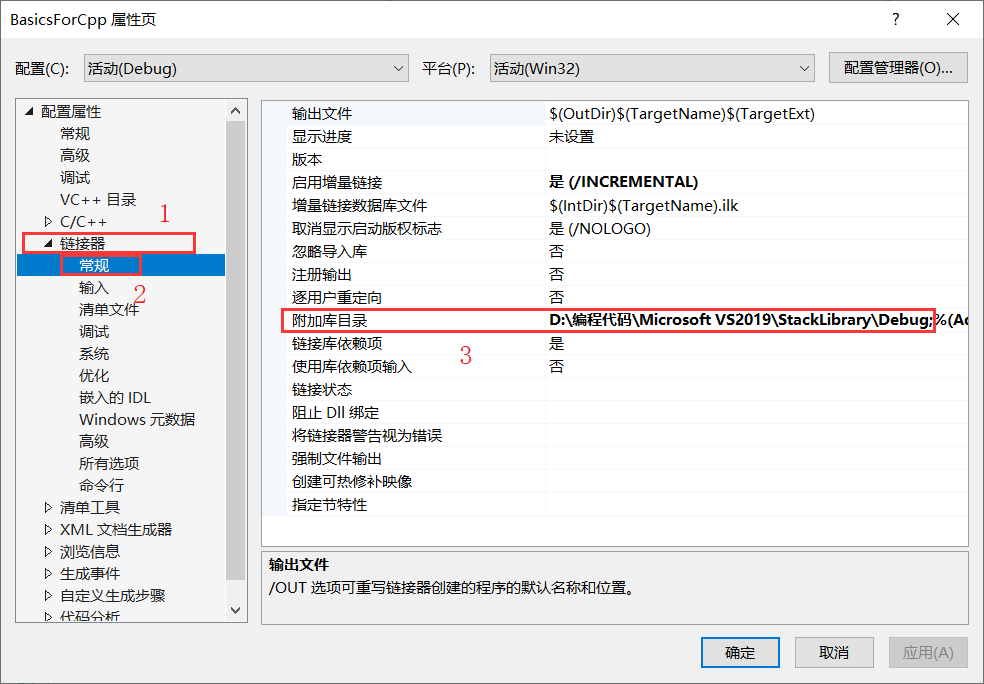 BasicsForCpp 属性页
?
配置(C):
活动(Debug)
平台(P):
活动(Win32)
配置管理器(O)...
配置属性
常规
高级
调试
VC++ 目录
1
C/C++
链接器
常规
输入
2
清单文件
调试
系统
优化
嵌入的 IDL
Windows 元数据
高级
所有选项
命令行
清单工具
XML 文档生成器
浏览信息
生成事件
自定义生成步骤
代码分析
输出文件 $(OutDir)$(TargetName)$(TargetExt)
显示进度 未设置
版本
启用增量链接 是 (/INCREMENTAL)
增量链接数据库文件 $(IntDir)$(TargetName).ilk
取消显示启动版权标志 是 (/NOLOGO)
忽略导入库 否
注册输出 否
逐用户重定向 否
附加库目录 D:\编程代码\Microsoft VS2019\StackLibrary\Debug;%(Ad
链接库依赖项 是
3
使用库依赖项输入 否
链接状态
阻止 Dll 绑定
将链接器警告视为错误
强制文件输出
创建可热修补映像
指定节特性
输出文件
/OUT 选项可重写链接器创建的程序的默认名称和位置。
确定
取消
应用(A)